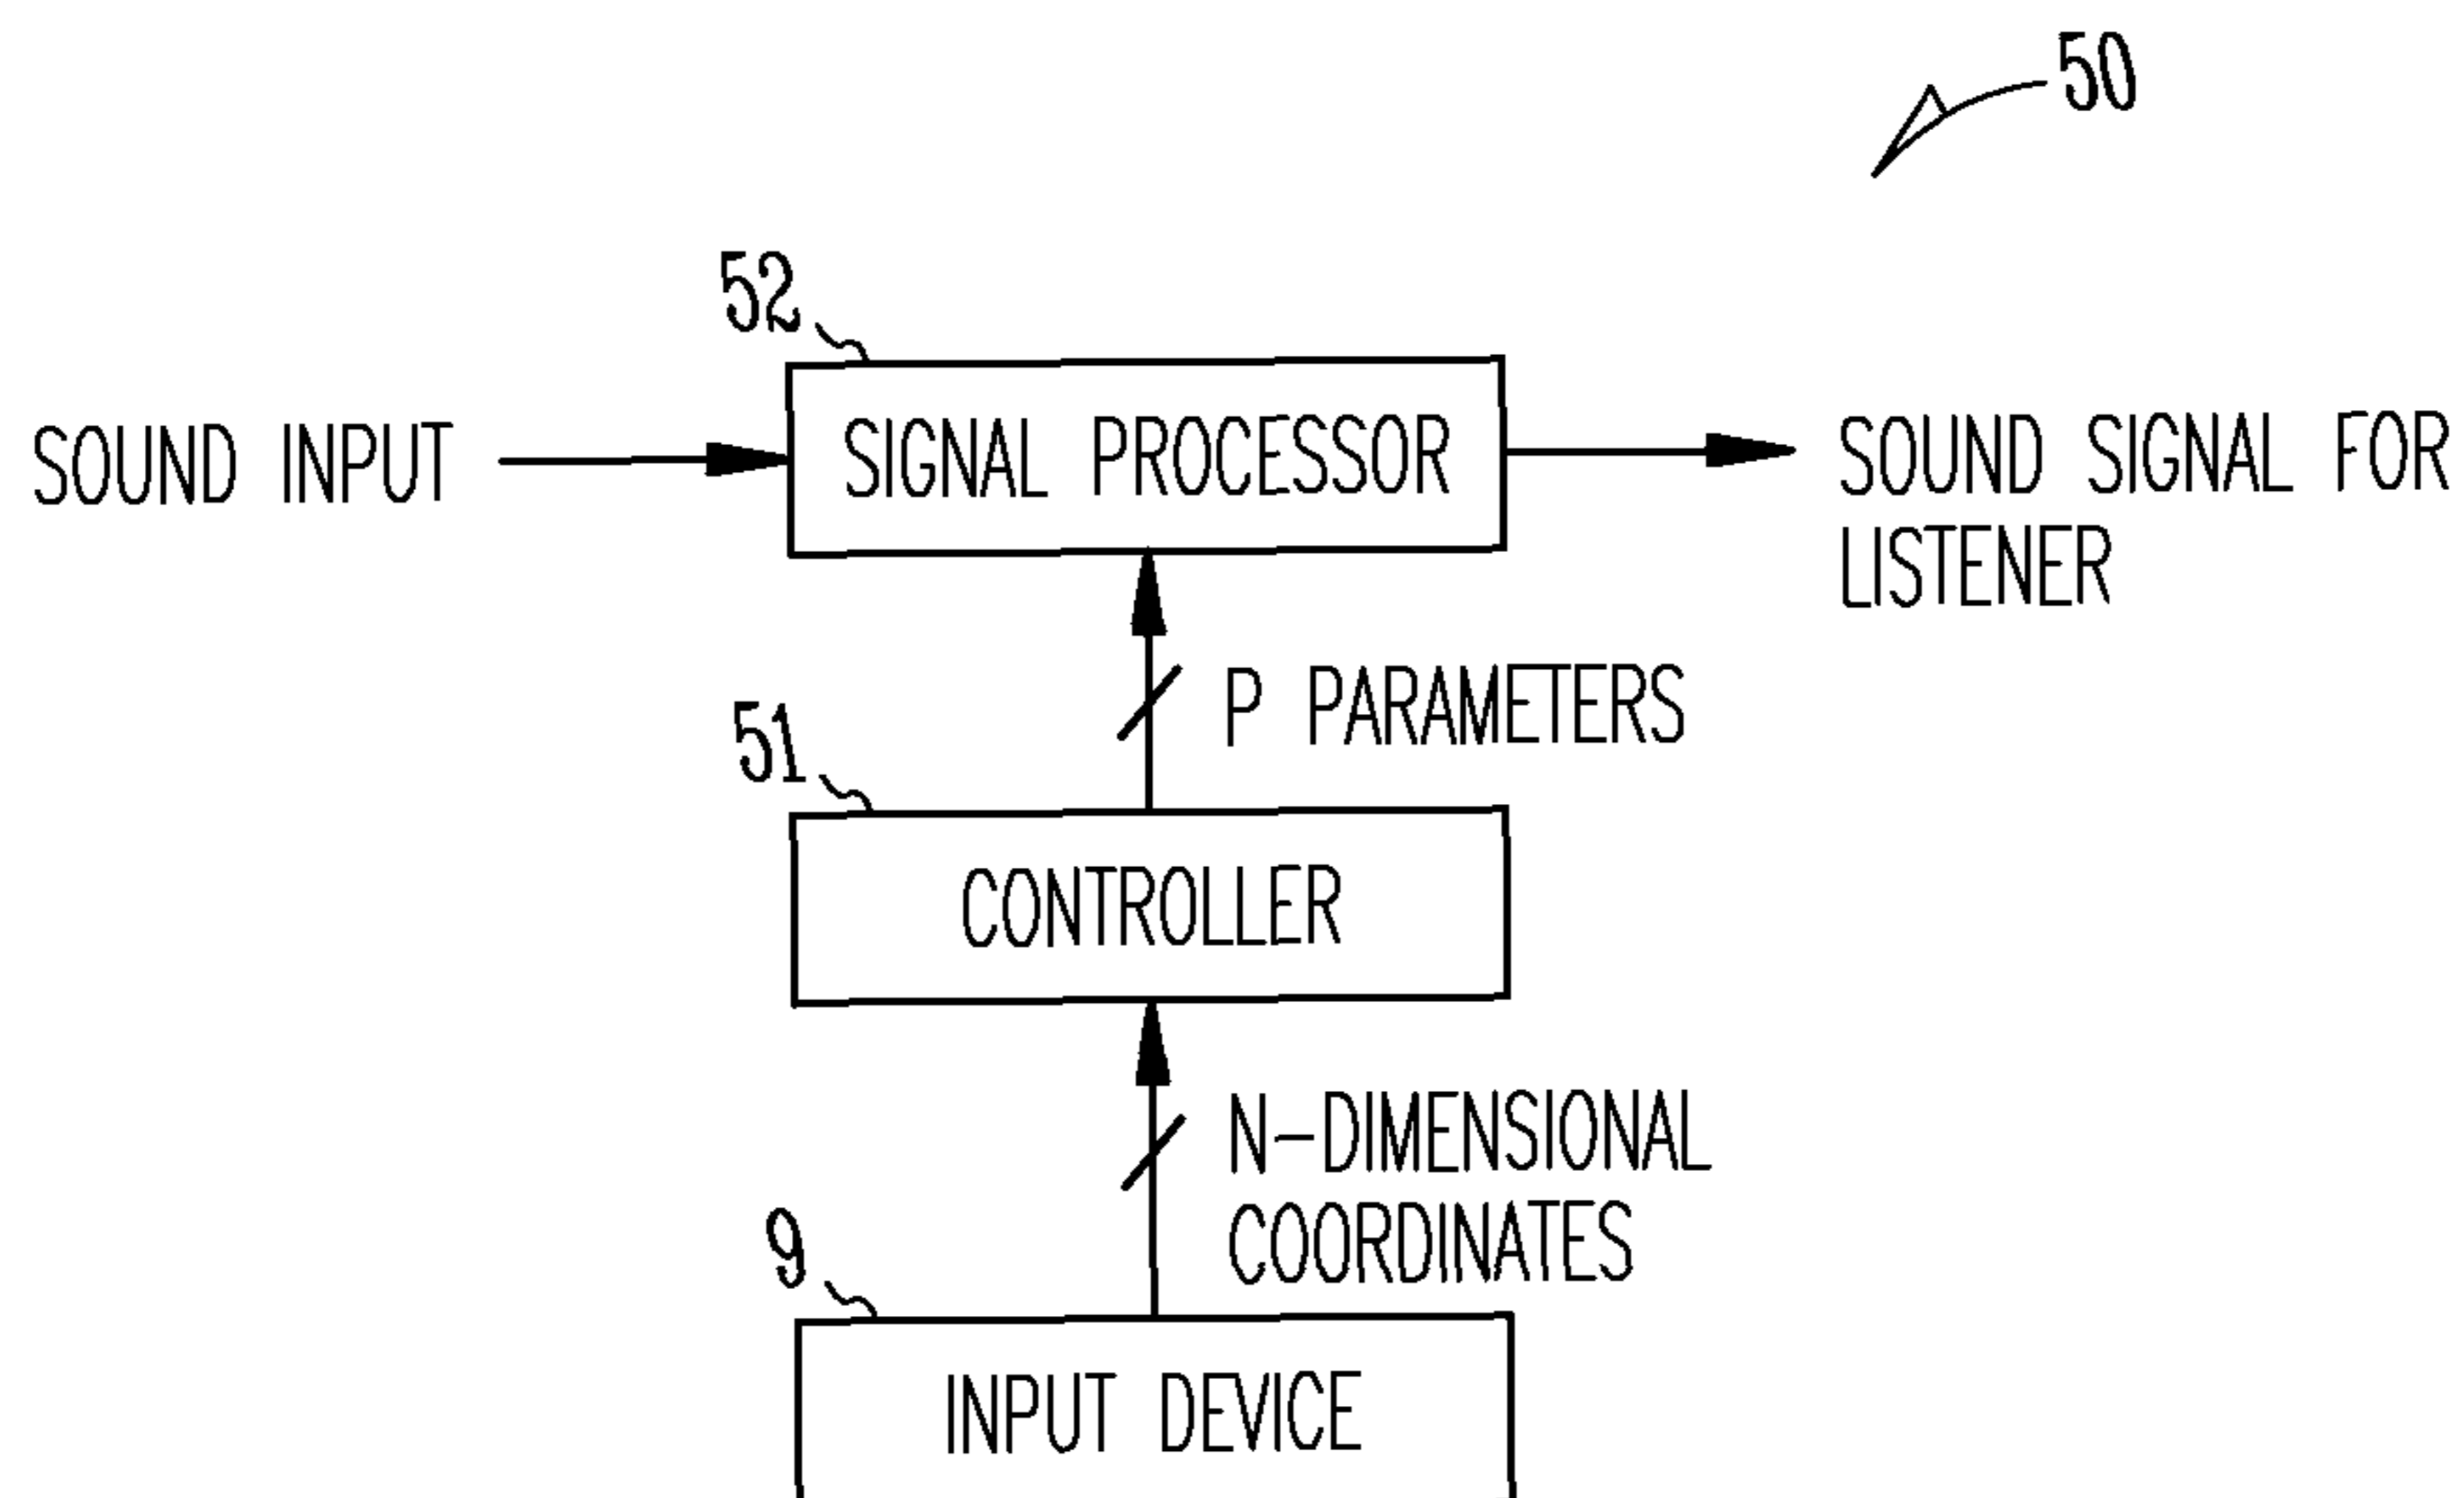 50
52
SOUND INPUT
SIGNAL PROCESSOR
SOUND SIGNAL FOR
LISTENER
P PARAMETERS
51
CONTROLLER
N-DIMENSIONAL
COORDINATES
9
INPUT DEVICE